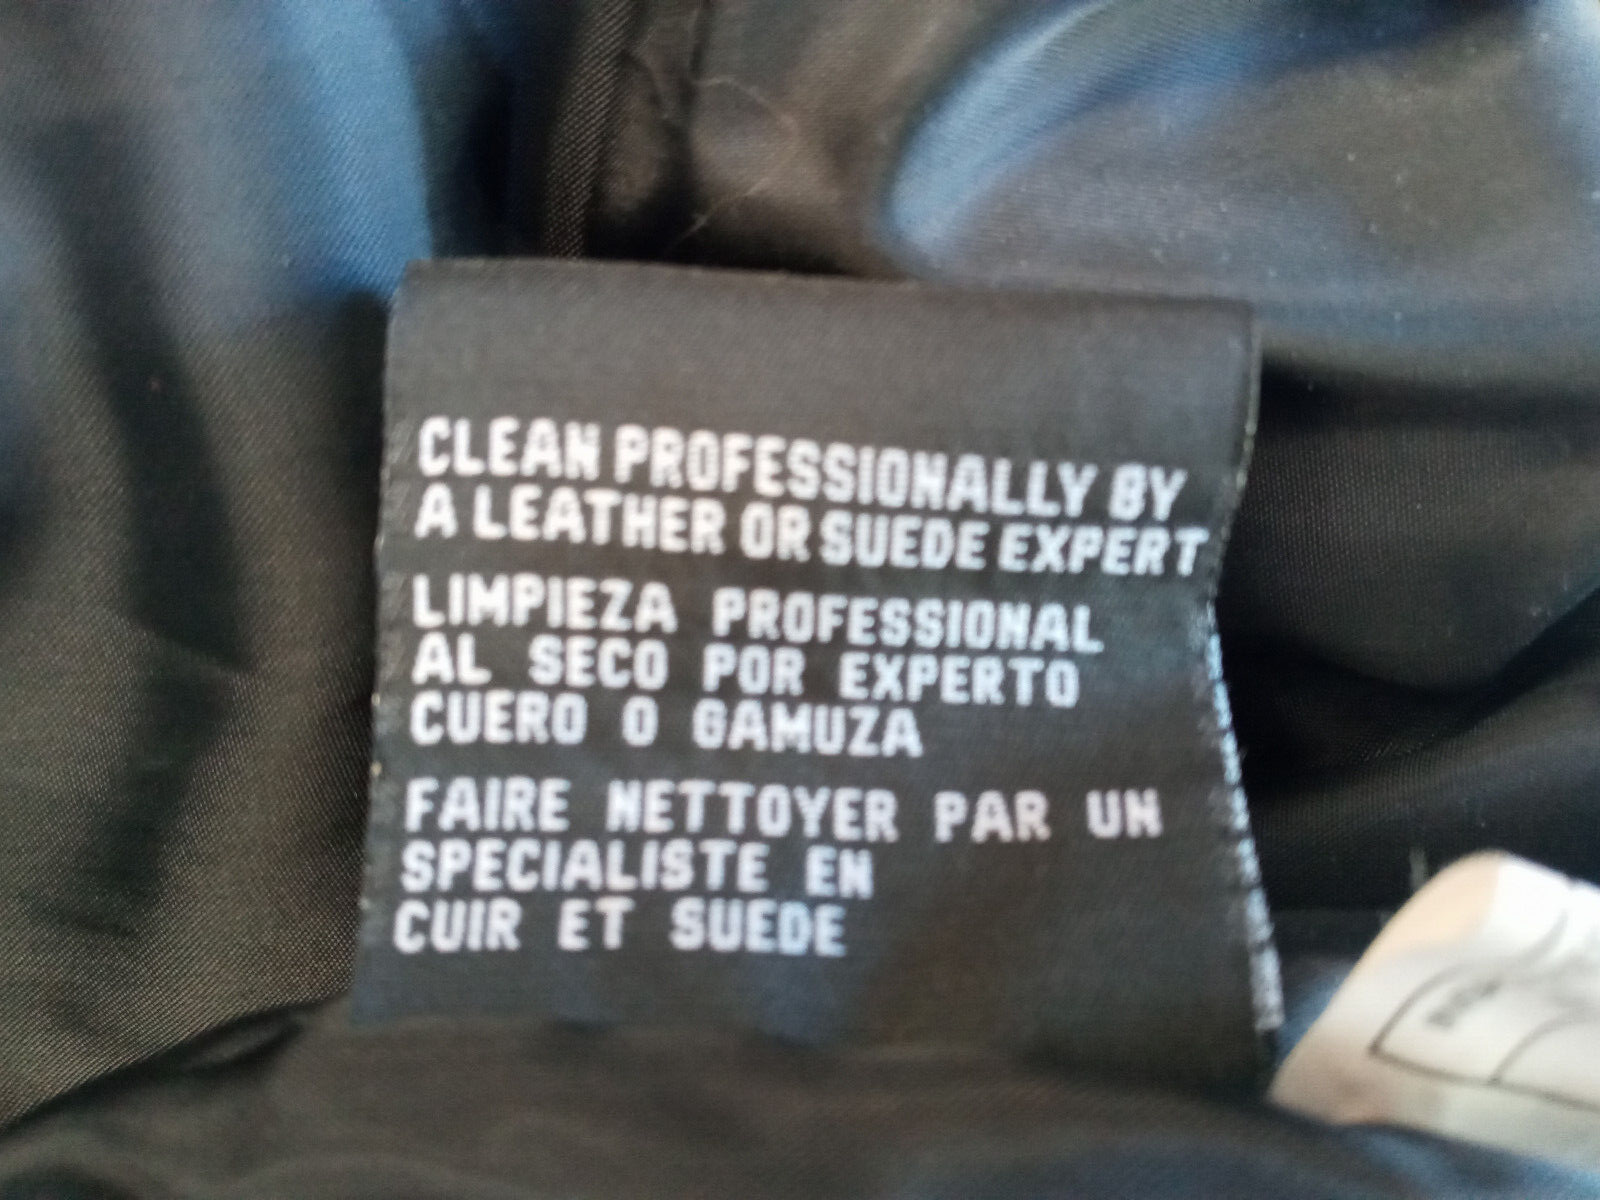 CLEAN PROFESSIONALLY BY
A LEATHER OR SUEDE EXPERT
LIMPIEZA PROFESSIONAL
AL SECO POR EXPERTO
CUERO O GAMUZA
FAIRE NETTOYER PAR UN
SPECIALISTE EN
CUIR ET SUEDE